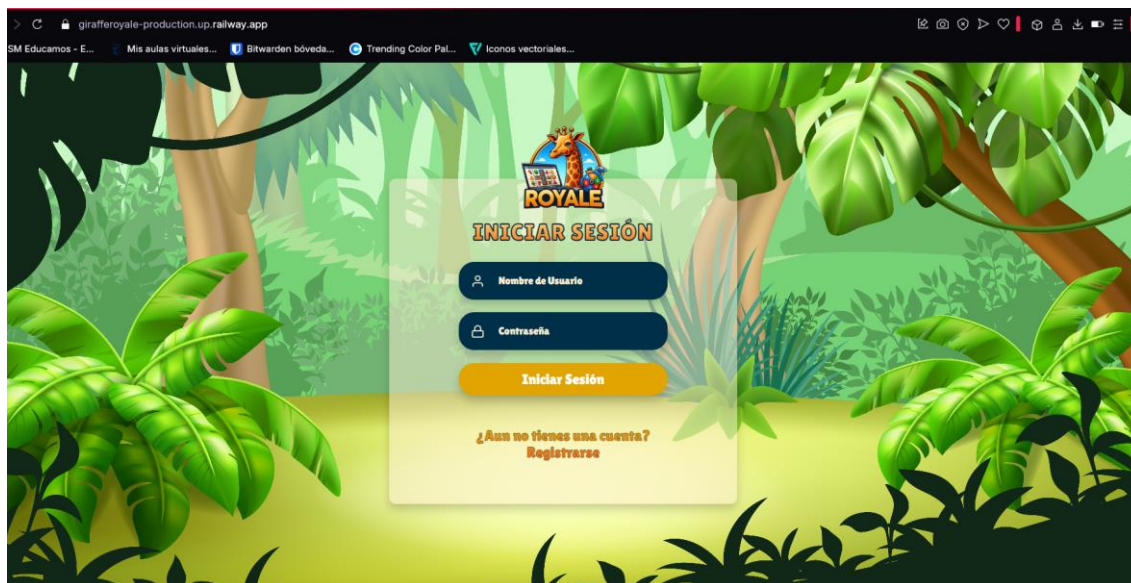 girafferoyale-production.up.railway.app
SM Educamos - E...
Mis aulas virtuales...
Bitwarden bóveda...
Trending Color Pal...
Iconos vectoriales...
ROYALE
INICIAR SESIÓN
Nombre de Usuario
Contraseña
Iniciar Sesión
¿Aun no tienes una cuenta?
Registrarse